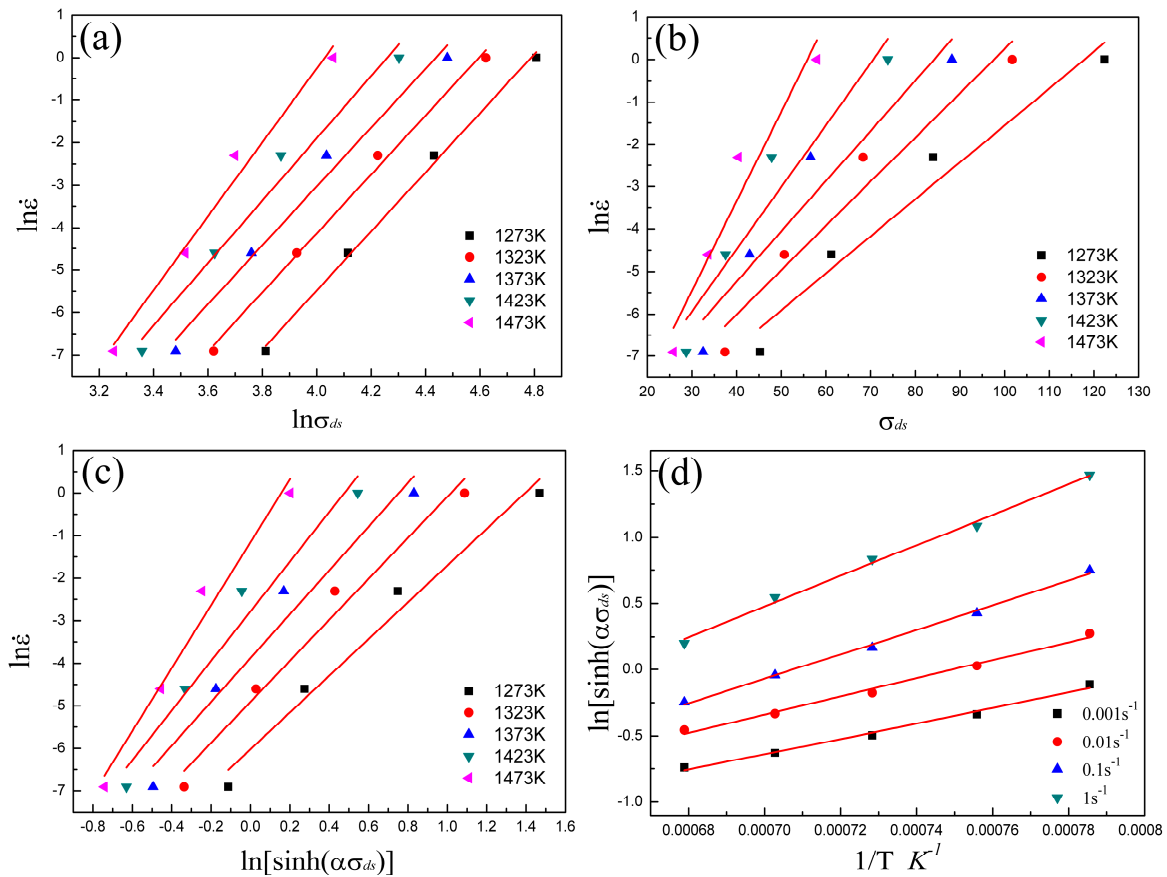 (a)
1
0
-1
-2
-3
-4
-5
-6
-7
lnε̇
1273K
1323K
1373K
1423K
1473K
3.2 3.4 3.6 3.8 4.0 4.2 4.4 4.6 4.8
lnσds
(b)
1
0
-1
-2
-3
-4
-5
-6
-7
lnε̇
1273K
1323K
1373K
1423K
1473K
20 30 40 50 60 70 80 90 100 110 120 130
σds
(c)
1
0
-1
-2
-3
-4
-5
-6
-7
lnε̇
1273K
1323K
1373K
1423K
1473K
-0.8 -0.6 -0.4 -0.2 0.0 0.2 0.4 0.6 0.8 1.0 1.2 1.4 1.6
ln[sinh(ασds)]
(d)
1.5
1.0
0.5
0.0
-0.5
-1.0
ln[sinh(ασds)]
0.001s-1
0.01s-1
0.1s-1
1s-1
0.00068 0.00070 0.00072 0.00074 0.00076 0.00078 0.0008
1/T K-1